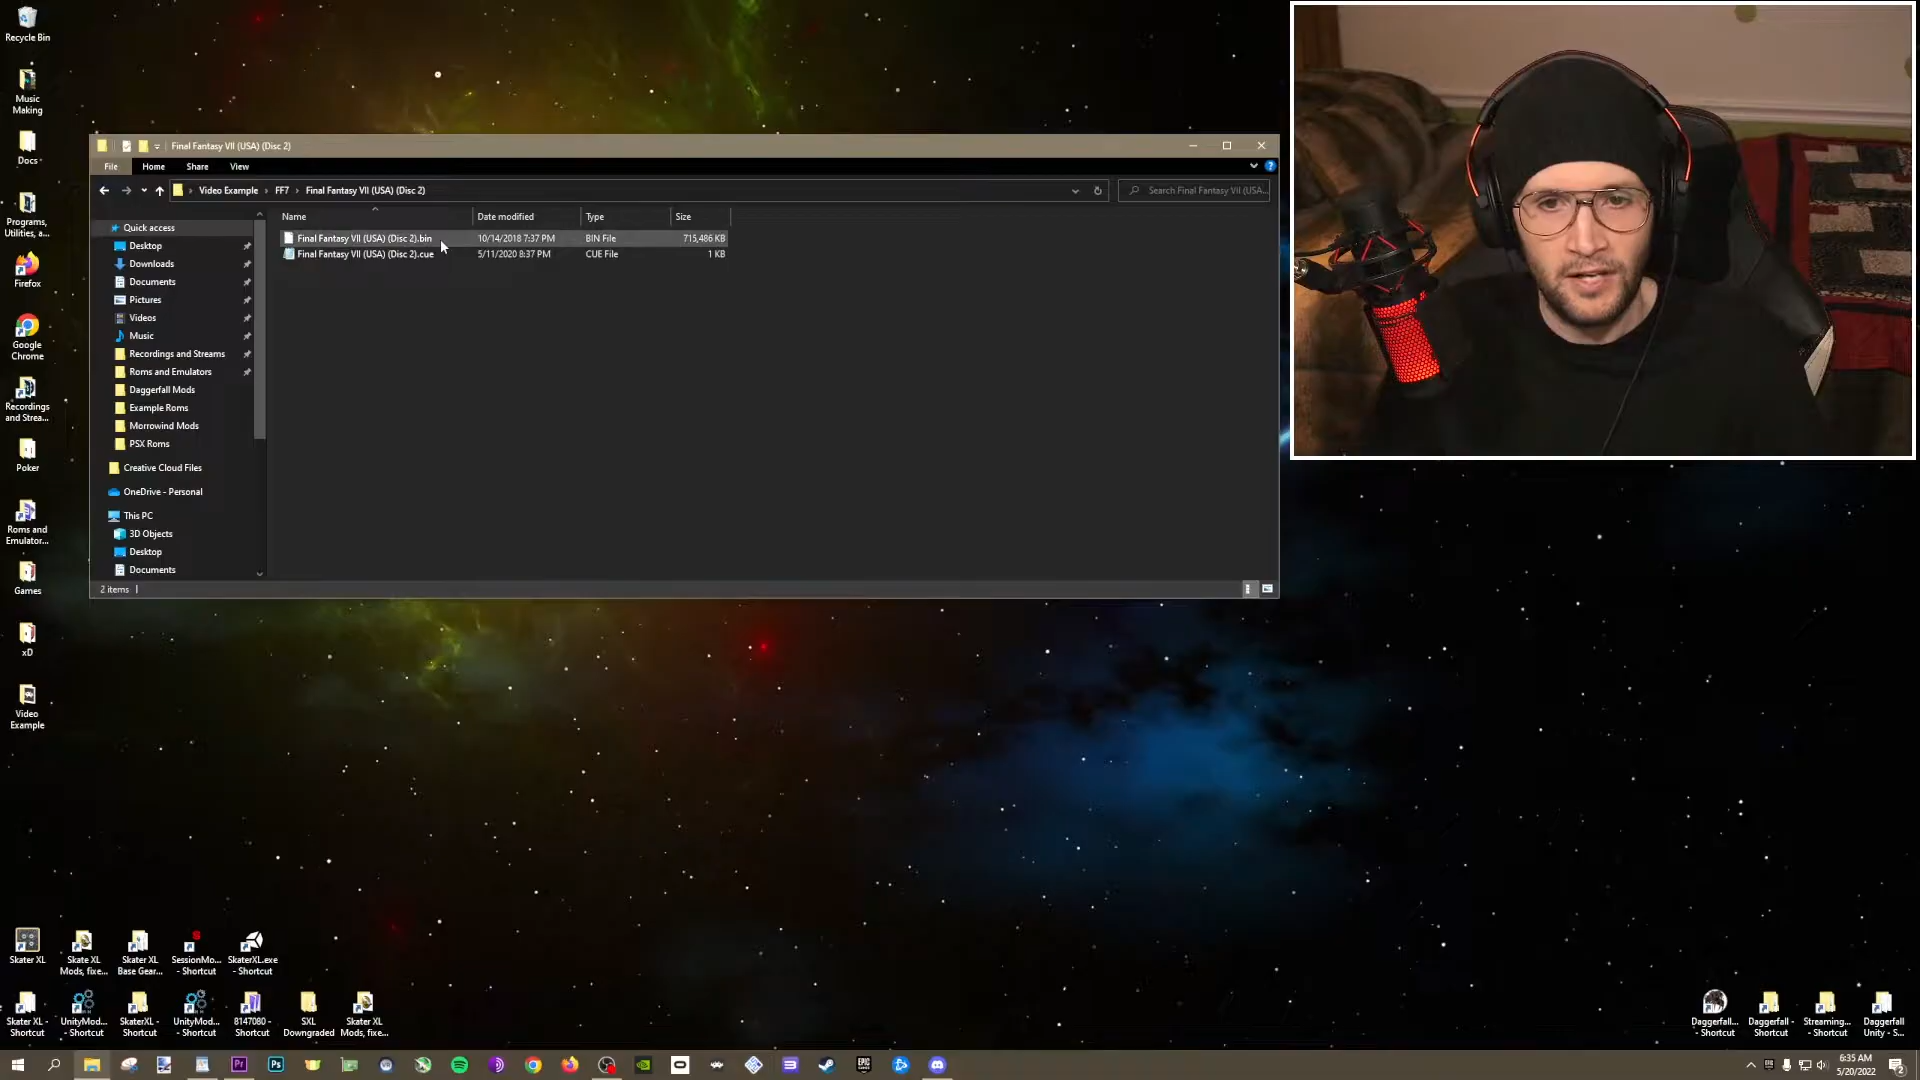 Recycle Bin
Music
Making
Docs
Programs,
Utilities, a...
Firefox
Google
Chrome
Recordings
and Strea...
Poker
Roms and
Emulator...
Games
xD
Video
Example
Final Fantasy VII (USA) (Disc 2)
File
Home
Share
View
Video Example > FF7 > Final Fantasy VII (USA) (Disc 2)
Search Final Fantasy VII (USA...
Quick access
Desktop
Downloads
Documents
Pictures
Videos
Music
Recordings and Streams
Roms and Emulators
Daggerfall Mods
Example Roms
Morrowind Mods
PSX Roms
Creative Cloud Files
OneDrive - Personal
This PC
3D Objects
Desktop
Documents
Name Date modified Type Size
Final Fantasy VII (USA) (Disc 2).bin 10/14/2018 7:37 PM BIN File 715,486 KB
Final Fantasy VII (USA) (Disc 2).cue 5/11/2020 8:37 PM CUE File 1 KB
2 items
Skater XL
Skate XL
Mods, fixe...
Skater XL
Base Gear...
SessionMo...
- Shortcut
SkaterXL.exe
- Shortcut
Skater XL -
Shortcut
UnityMod...
- Shortcut
SkaterXL -
Shortcut
UnityMod...
- Shortcut
8147080 -
Shortcut
SXL
Downgraded
Skater XL
Mods, fixe...
Daggerfall...
- Shortcut
Daggerfall -
Shortcut
Streaming...
- Shortcut
Daggerfall
Unity - S...
Pr
Ps
EPIC
6:35 AM
5/20/2022
2